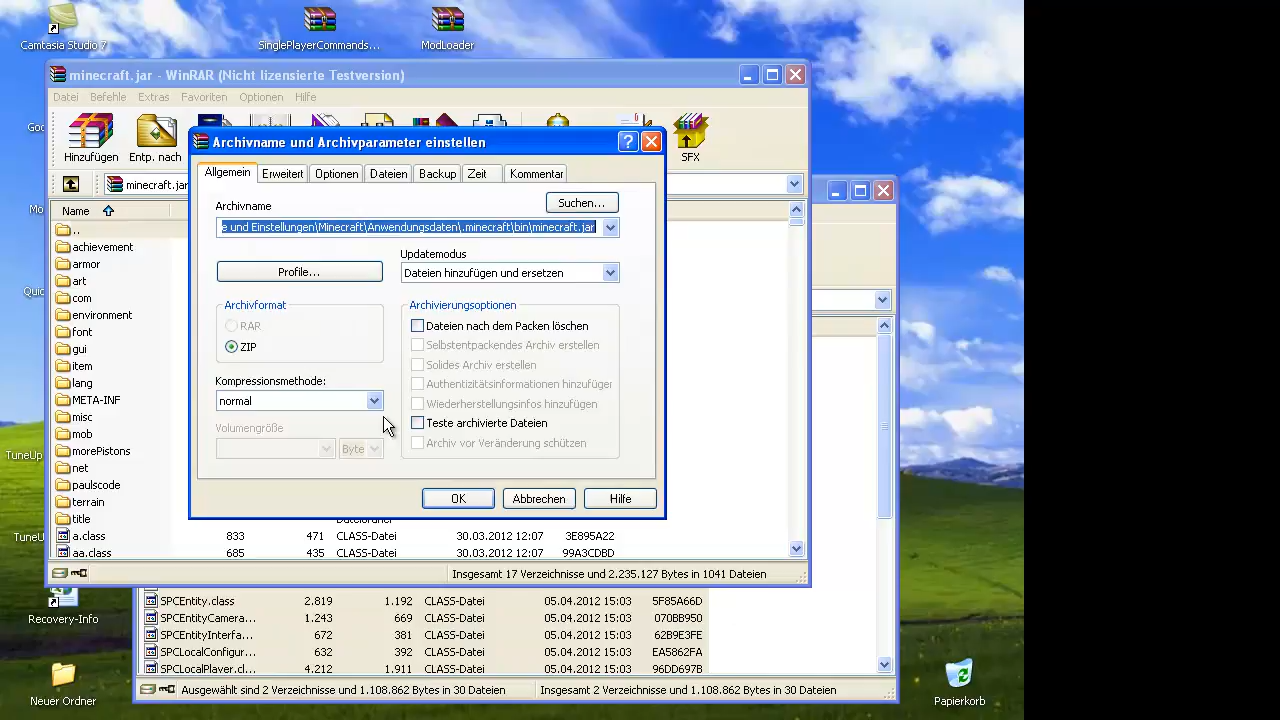 Camtasia Studio 7
SinglePlayerCommands...
ModLoader
minecraft.jar - WinRAR (Nicht lizensierte Testversion)
Datei Befehle Extras Favoriten Optionen Hilfe
Hinzufügen Entp. nach SFX
minecraft.jar
Name
..
achievement
armor
art
com
environment
font
gui
item
lang
META-INF
misc
mob
morePistons
net
paulscode
terrain
title
a.class 833 471 CLASS-Datei 30.03.2012 12:07 3E895A22
aa.class 685 435 CLASS-Datei 30.03.2012 12:07 99A3CDBD
Insgesamt 17 Verzeichnisse und 2.235.127 Bytes in 1041 Dateien
Archivname und Archivparameter einstellen
Allgemein Erweitert Optionen Dateien Backup Zeit Kommentar
Archivname
Suchen...
e und Einstellungen\Minecraft\Anwendungsdaten\.minecraft\bin\minecraft.jar
Profile...
Updatemodus
Dateien hinzufügen und ersetzen
Archivformat
RAR
ZIP
Kompressionsmethode:
normal
Volumengröße
Byte
Archivierungsoptionen
Dateien nach dem Packen löschen
Selbstentpackendes Archiv erstellen
Solides Archiv erstellen
Authentizitätsinformationen hinzufüger
Wiederherstellungsinfos hinzufügen
Teste archivierte Dateien
Archiv vor Veränderung schützen
OK Abbrechen Hilfe
SPCEntity.class 2.819 1.192 CLASS-Datei 05.04.2012 15:03 5F85A66D
SPCEntityCamera... 1.243 669 CLASS-Datei 05.04.2012 15:03 070BB950
SPCEntityInterfa... 672 381 CLASS-Datei 05.04.2012 15:03 62B9E3FE
SPCLocalConfigur... 632 392 CLASS-Datei 05.04.2012 15:03 EA5862FA
SPCLocalPlayer.cl... 4.212 1.911 CLASS-Datei 05.04.2012 15:03 96DD697B
Ausgewählt sind 2 Verzeichnisse und 1.108.862 Bytes in 30 Dateien
Insgesamt 2 Verzeichnisse und 1.108.862 Bytes in 30 Dateien
Goo
Mo
Quic
TuneUp
TuneU
Recovery-Info
Neuer Ordner
Papierkorb